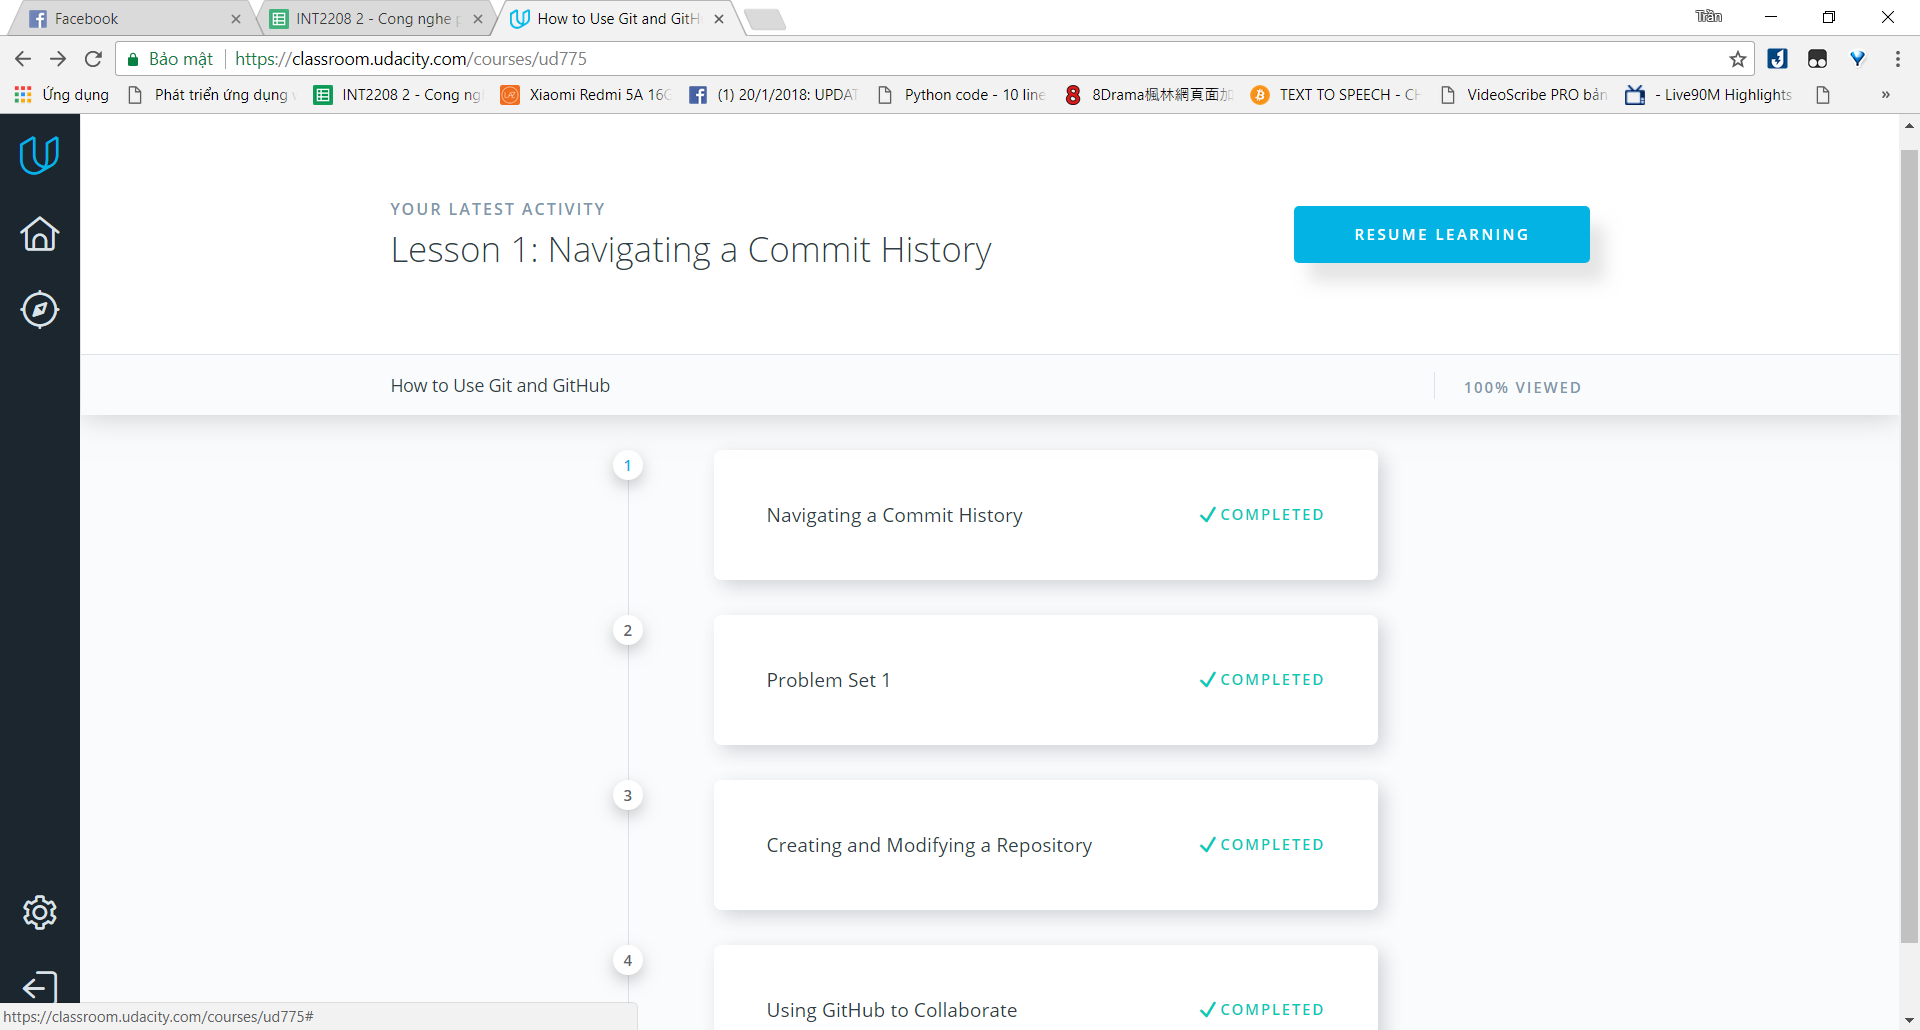 Facebook
INT2208 2 - Cong nghe p
How to Use Git and GitH
Trần
Bảo mật
https://classroom.udacity.com/courses/ud775
Ứng dụng
Phát triển ứng dụng
INT2208 2 - Cong ng
Xiaomi Redmi 5A 16G
(1) 20/1/2018: UPDAT
Python code - 10 line
8Drama楓林網頁面加
TEXT TO SPEECH - CH
VideoScribe PRO bản
- Live90M Highlights
»
YOUR LATEST ACTIVITY
Lesson 1: Navigating a Commit History
RESUME LEARNING
How to Use Git and GitHub
100% VIEWED
1
Navigating a Commit History
COMPLETED
2
Problem Set 1
COMPLETED
3
Creating and Modifying a Repository
COMPLETED
4
Using GitHub to Collaborate
COMPLETED
https://classroom.udacity.com/courses/ud775#